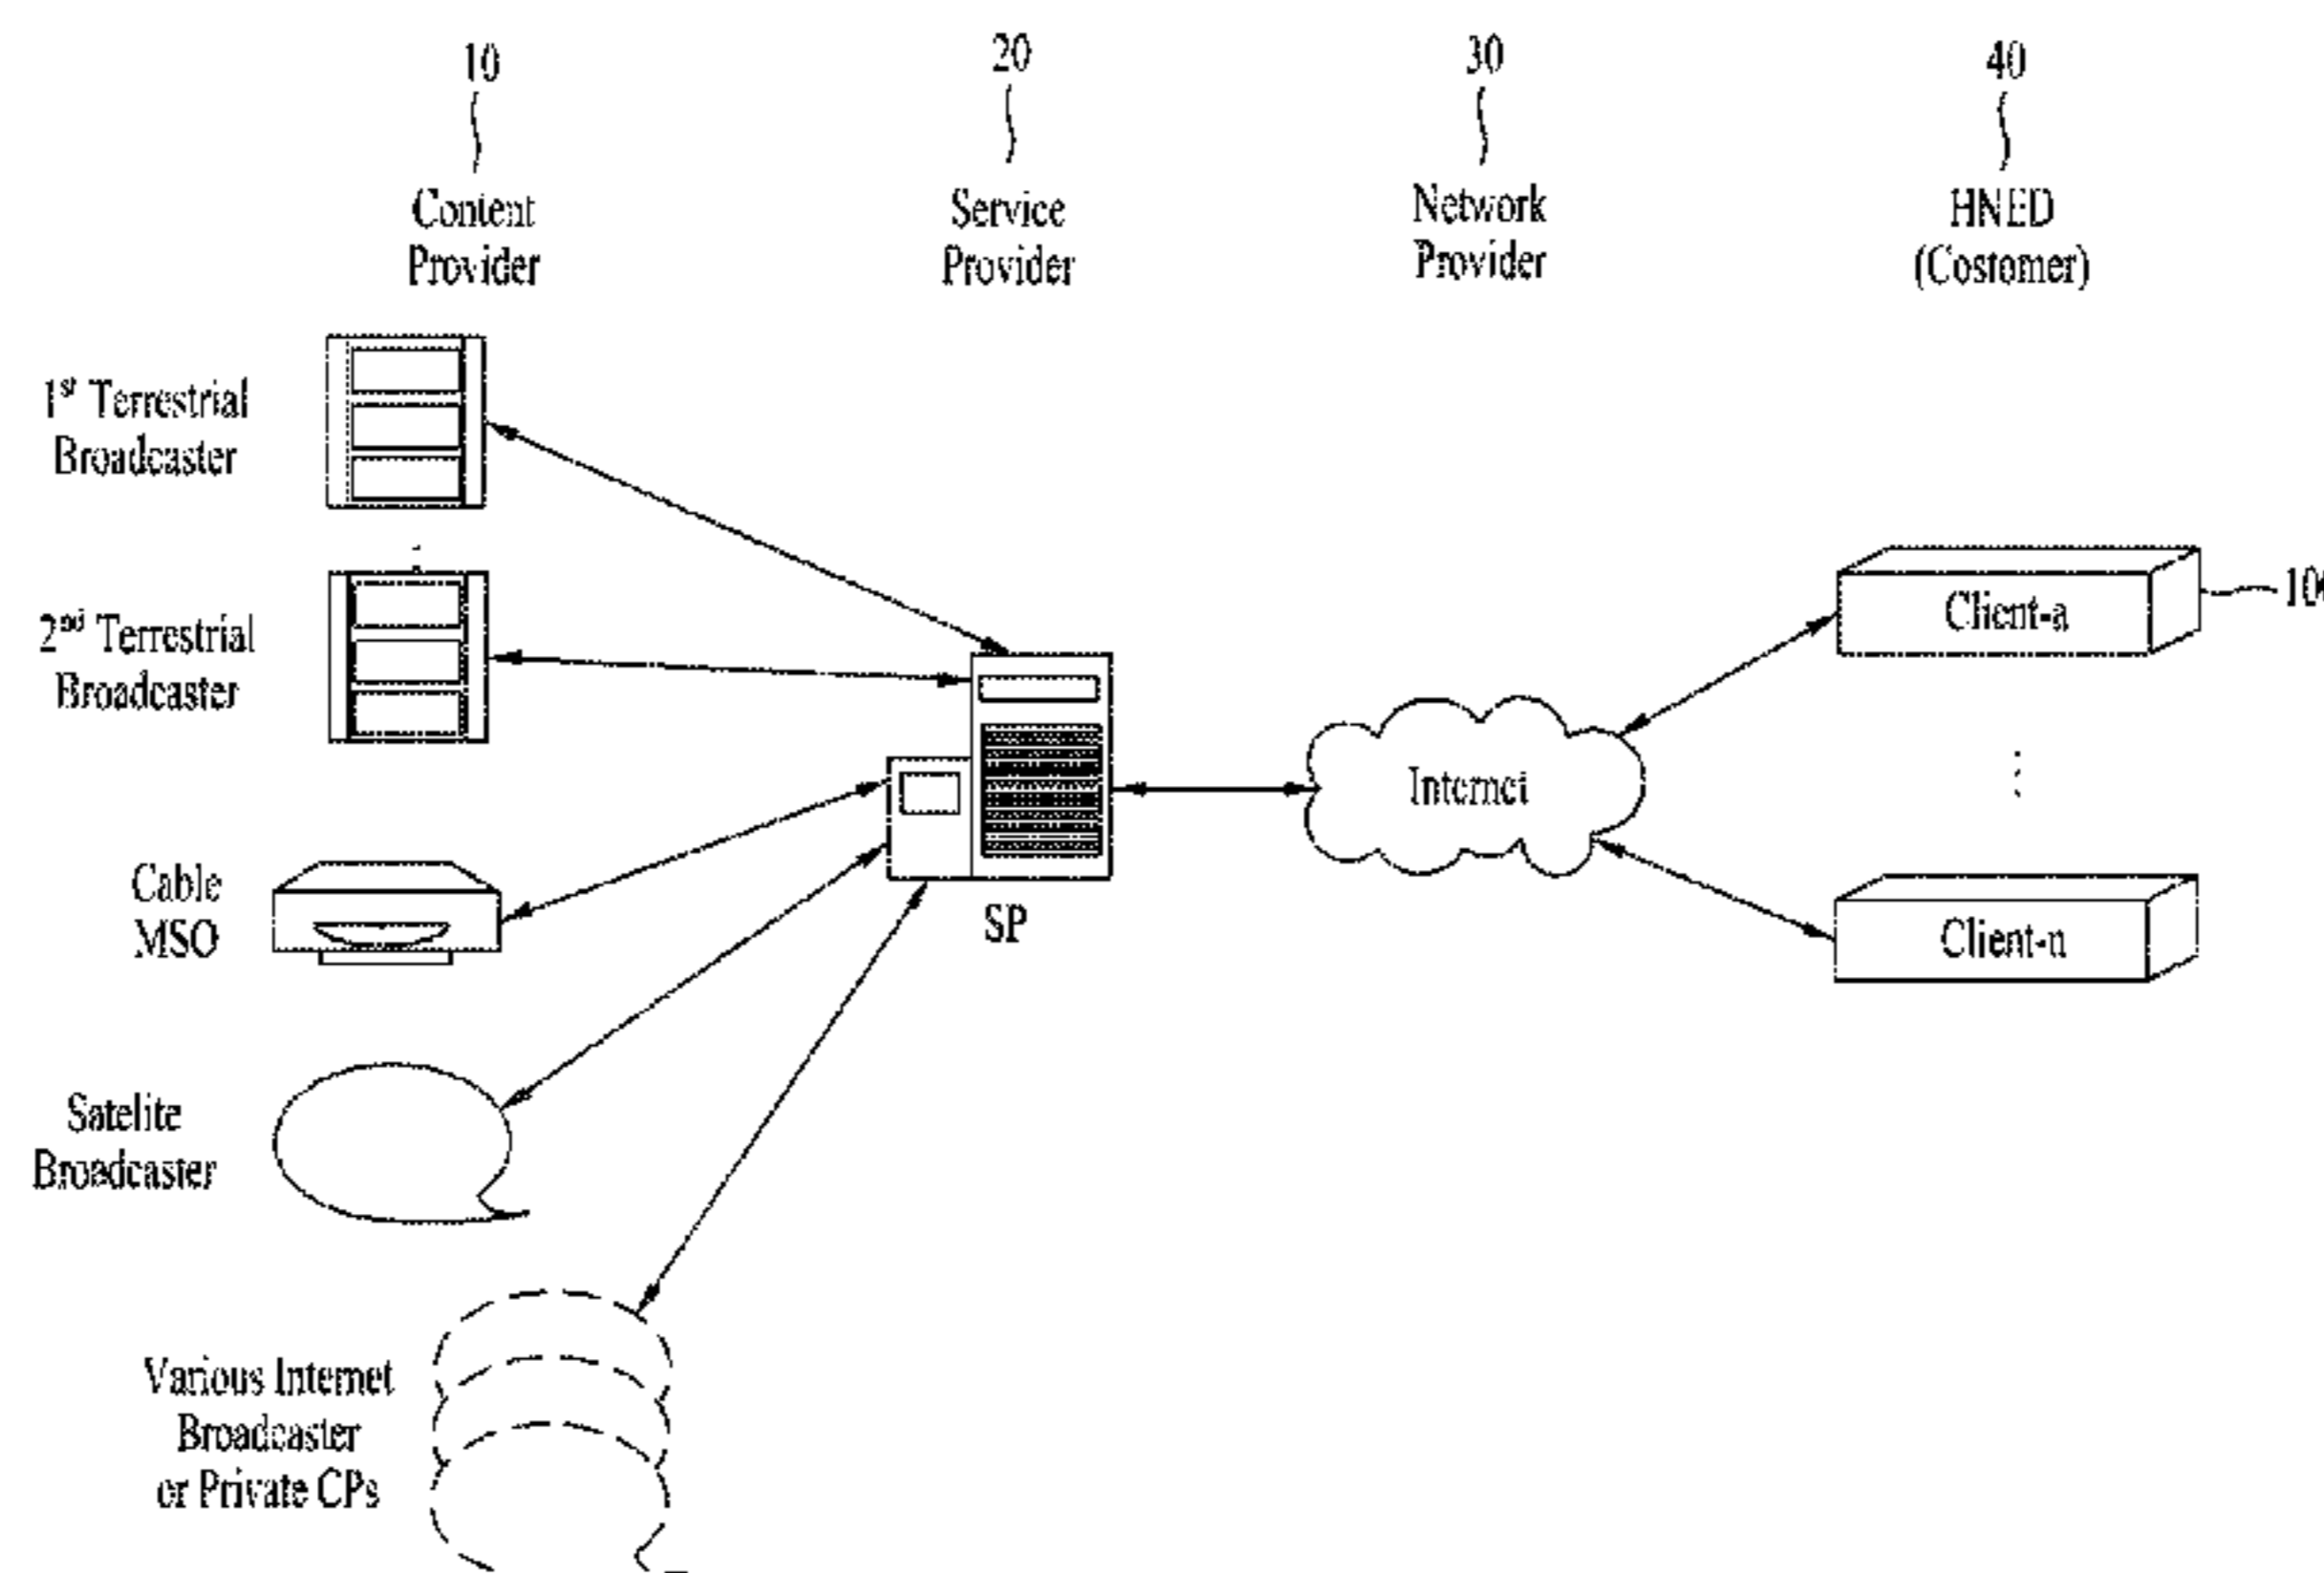 10
20
30
40
Content
Provider
Service
Provider
Network
Provider
HNED
(Costomer)
1st Terrestrial
Broadcaster
2nd Terrestrial
Broadcaster
Cable
MSO
Satelite
Broadcaster
Various Internet
Broadcaster
or Private CPs
SP
Internet
Client-a
Client-n